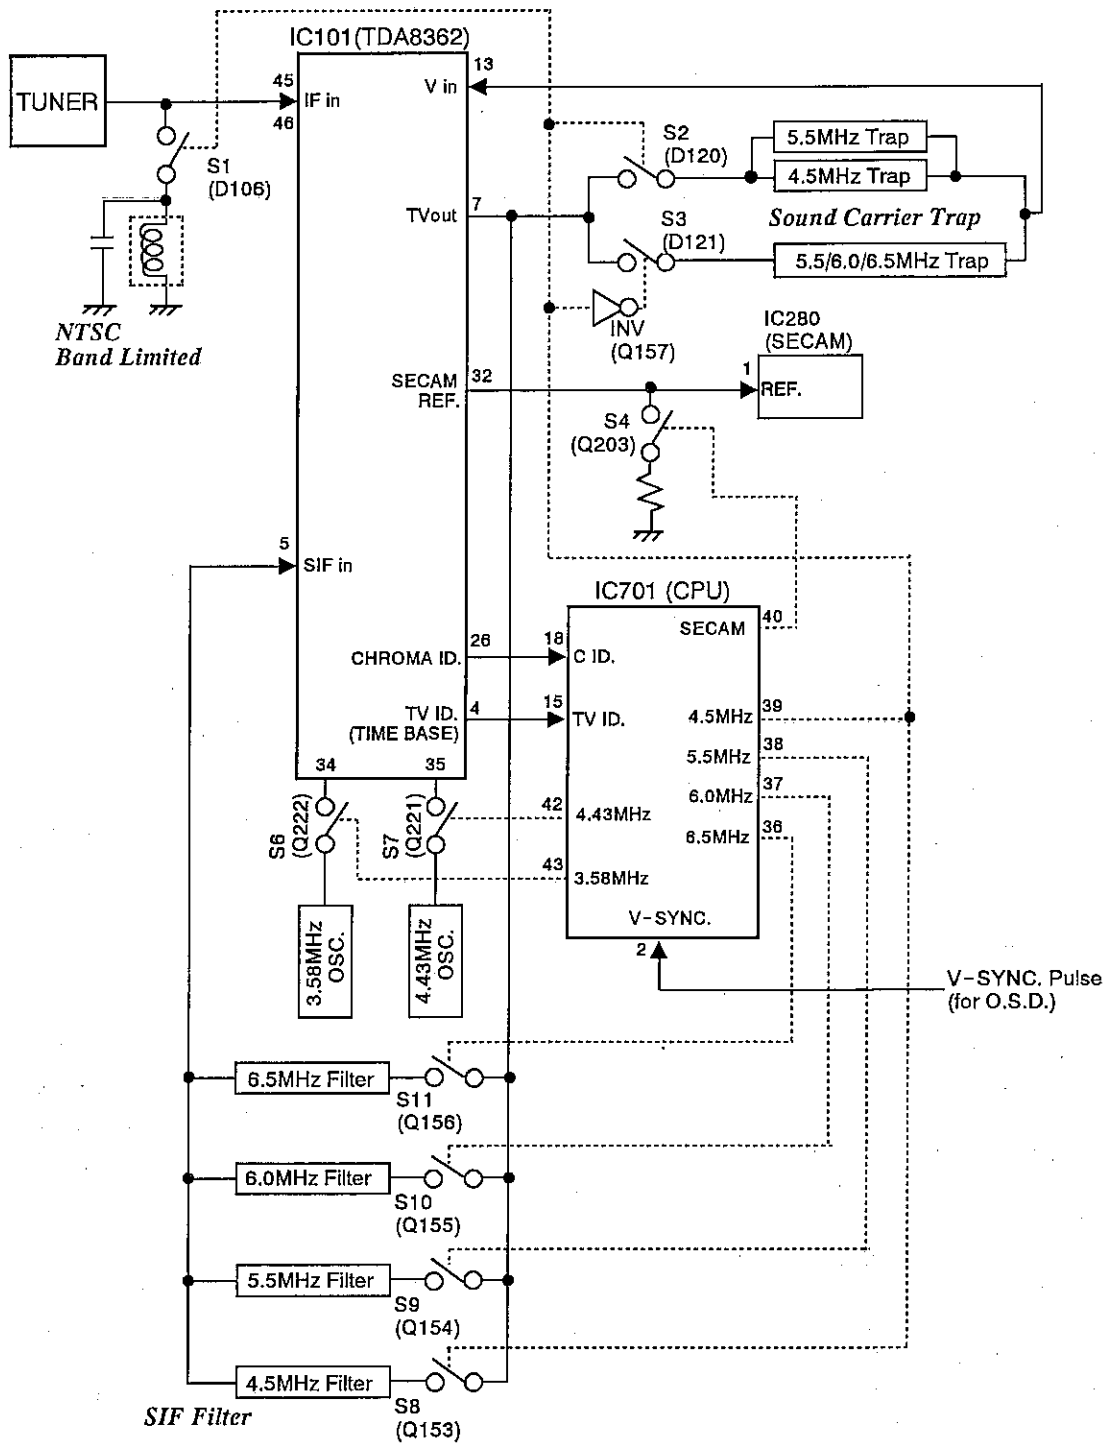 IC101(TDA8362)
TUNER
45
IF in
46
13
V in
S1
(D106)
S2
(D120)
5.5MHz Trap
4.5MHz Trap
7
TVout
Sound Carrier Trap
S3
(D121)
5.5/6.0/6.5MHz Trap
NTSC
Band Limited
INV
(Q157)
IC280
(SECAM)
32
SECAM
REF.
1
REF.
S4
(Q203)
5
SIF in
IC701 (CPU)
40
SECAM
26
CHROMA ID.
18
C ID.
4
TV ID.
(TIME BASE)
15
TV ID.
39
4.5MHz
38
5.5MHz
37
6.0MHz
36
6.5MHz
34
35
S6
(Q222)
S7
(Q221)
42
4.43MHz
43
3.58MHz
V-SYNC.
2
3.58MHz
OSC.
4.43MHz
OSC.
V-SYNC. Pulse
(for O.S.D.)
6.5MHz Filter
S11
(Q156)
6.0MHz Filter
S10
(Q155)
5.5MHz Filter
S9
(Q154)
4.5MHz Filter
S8
(Q153)
SIF Filter